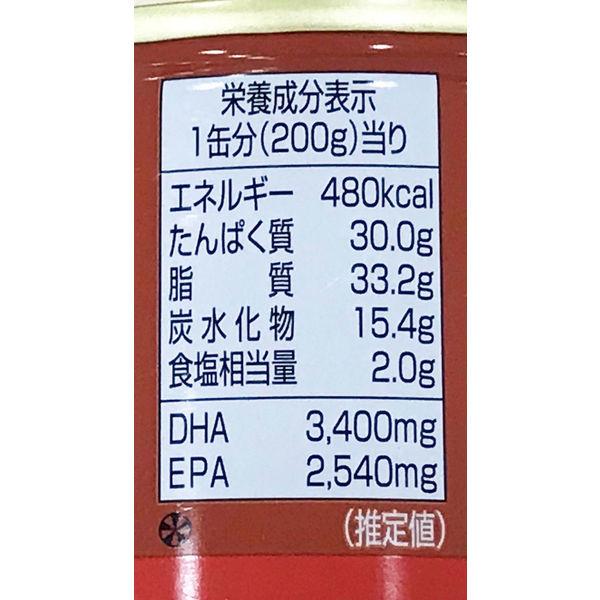 栄養成分表示
1缶分(200g)当り
エネルギー 480kcal
たんぱく質 30.0g
脂質 33.2g
炭水化物 15.4g
食塩相当量 2.0g
DHA 3,400mg
EPA 2,540mg
(推定値)